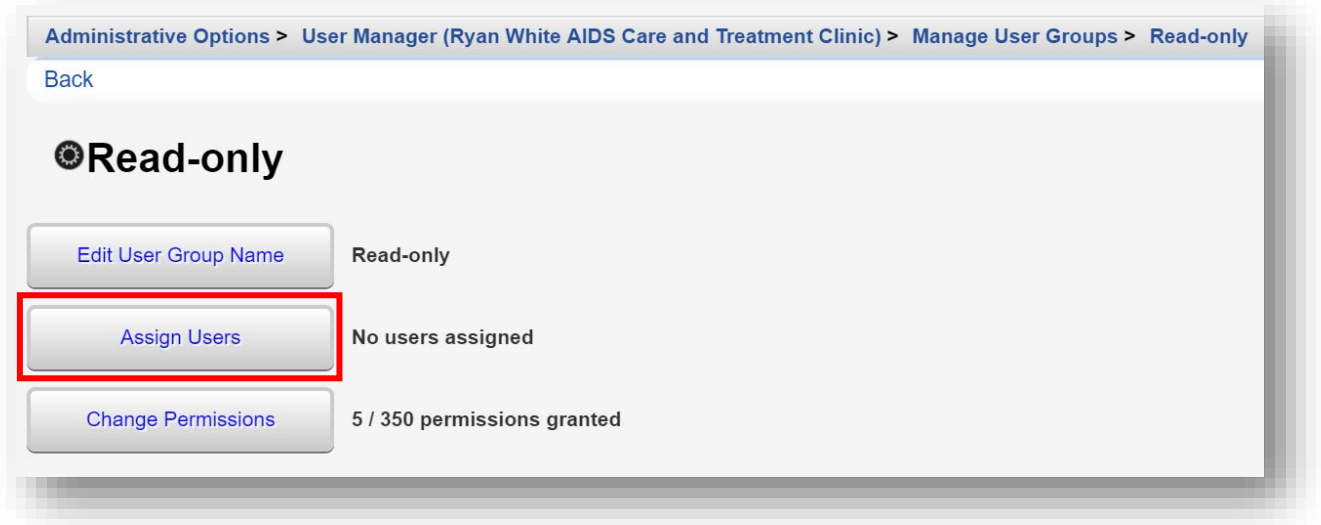 Administrative Options > User Manager (Ryan White AIDS Care and Treatment Clinic) > Manage User Groups > Read-only
Back
Read-only
Edit User Group Name Read-only
Assign Users No users assigned
Change Permissions 5 / 350 permissions granted